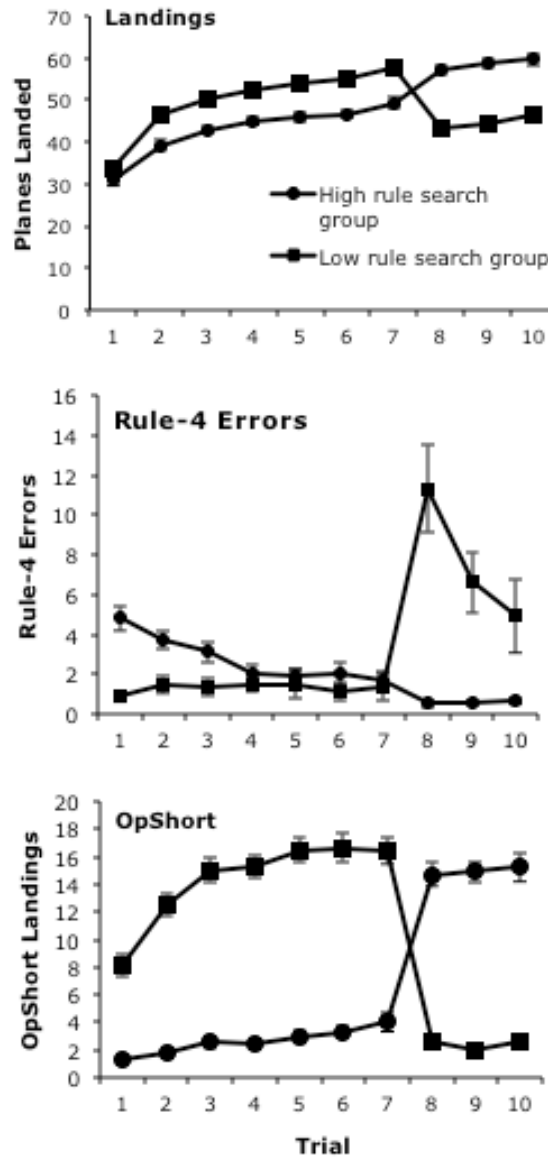 Landings
Planes Landed
70
60
50
40
30
20
10
0
High rule search
group
Low rule search group
1 2 3 4 5 6 7 8 9 10
Rule-4 Errors
Rule-4 Errors
16
14
12
10
8
6
4
2
0
1 2 3 4 5 6 7 8 9 10
OpShort
OpShort Landings
20
18
16
14
12
10
8
6
4
2
0
1 2 3 4 5 6 7 8 9 10
Trial